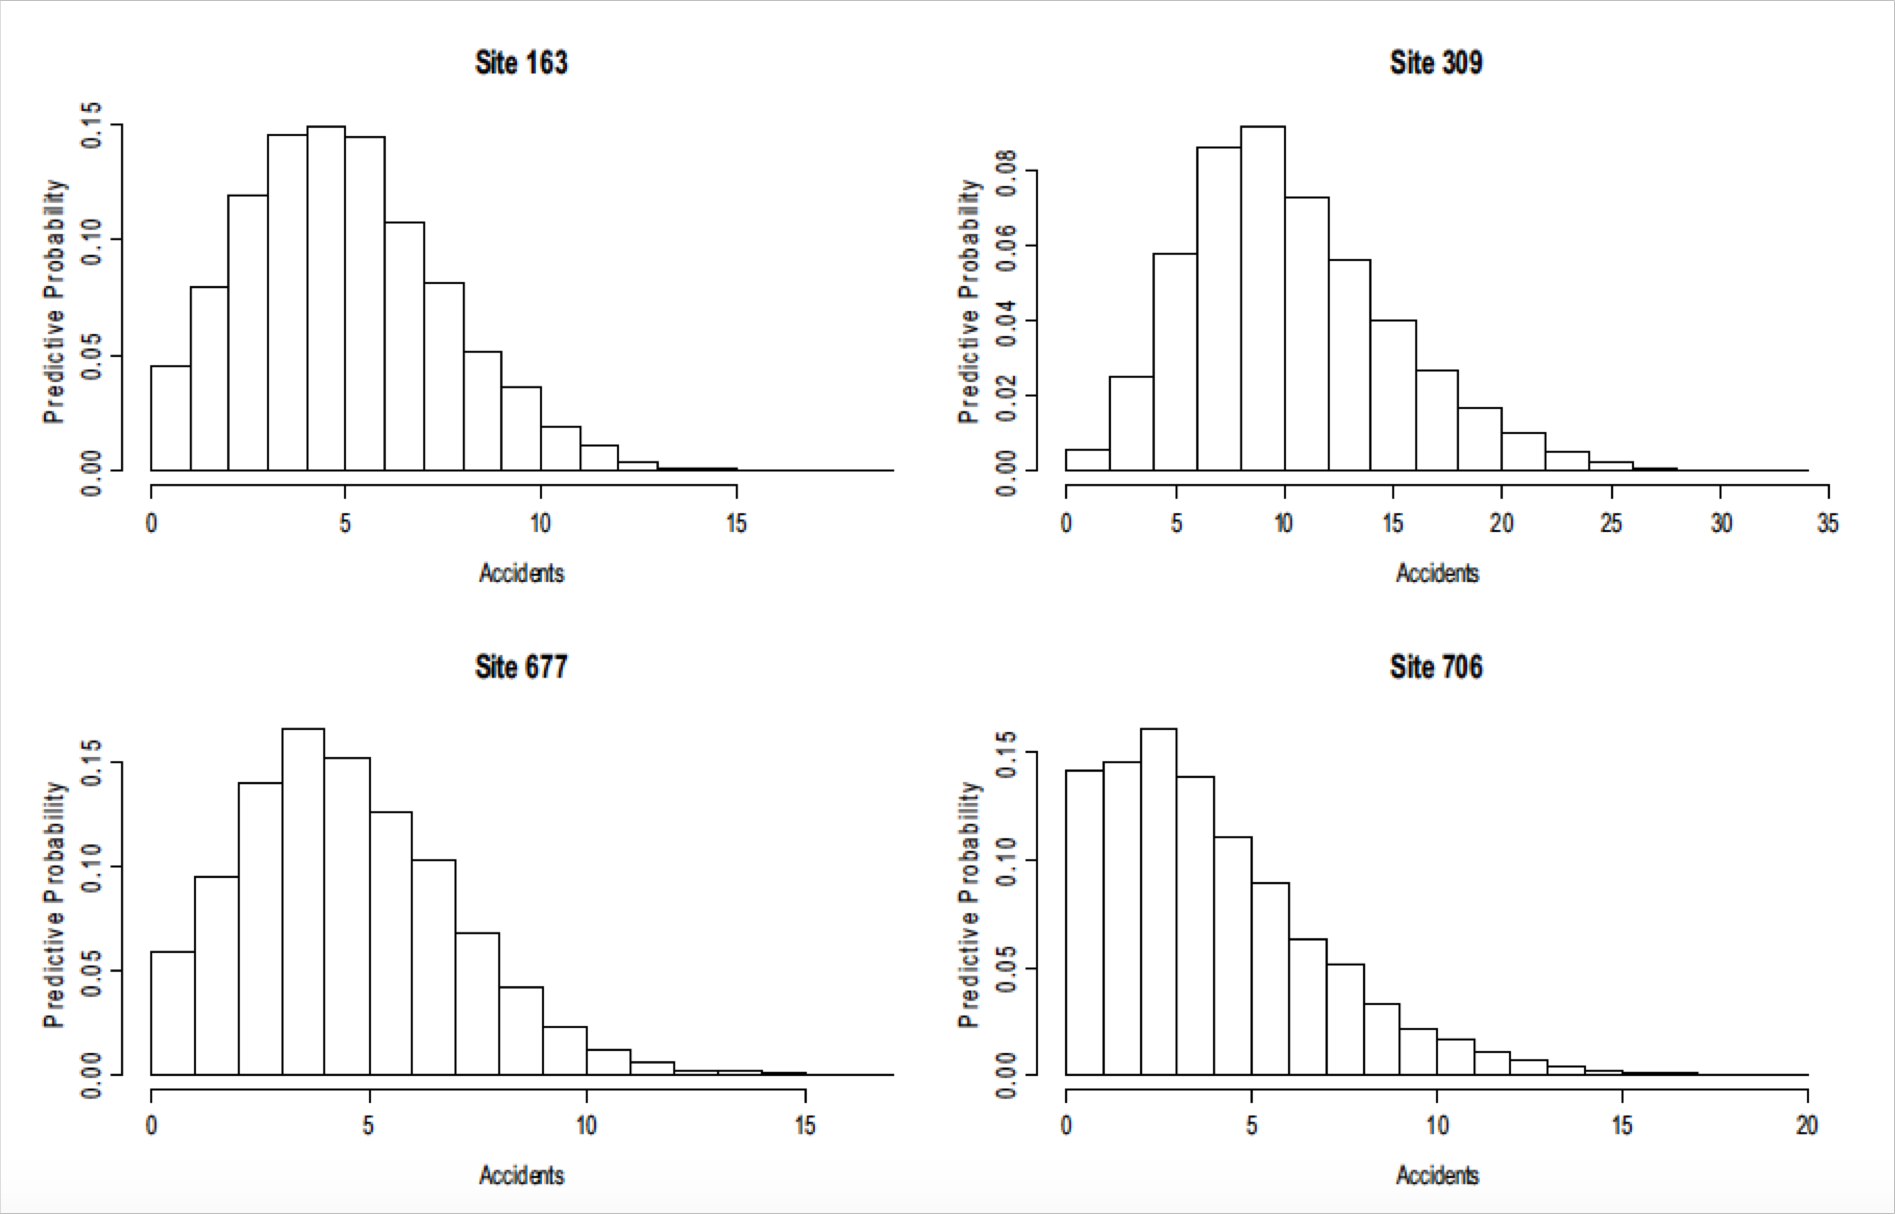 Site 163
Predictive Probability
0.15
0.10
0.05
0.00
0 5 10 15
Accidents
Site 309
Predictive Probability
0.08
0.06
0.04
0.02
0.00
0 5 10 15 20 25 30 35
Accidents
Site 677
Predictive Probability
0.15
0.10
0.05
0.00
0 5 10 15
Accidents
Site 706
Predictive Probability
0.15
0.10
0.05
0.00
0 5 10 15 20
Accidents